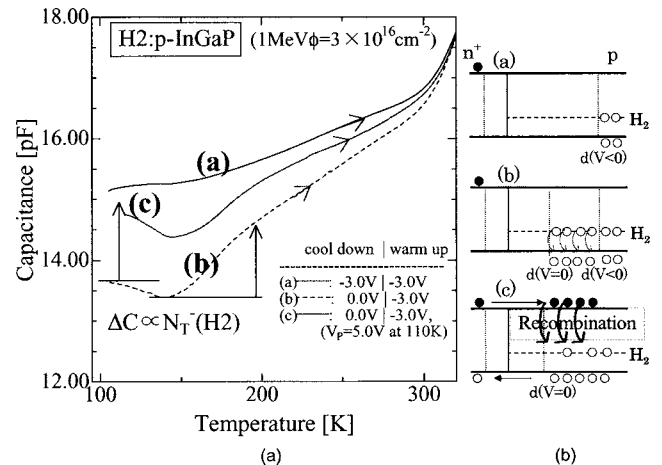 (a)
18.00
H2:p-InGaP (1MeVϕ=3×10¹⁶cm⁻²)
16.00
14.00
12.00
Capacitance [pF]
(a)
(c)
(b)
ΔC∝N_T⁻(H2)
cool down | warm up
(a) -3.0V | -3.0V
(b) 0.0V | -3.0V
(c) 0.0V | -3.0V,
(V_P=5.0V at 110K)
100 200 300
Temperature [K]
(a)
n⁺ (a) p
H₂
d(V<0)
(b)
H₂
d(V=0) d(V<0)
(c)
Recombination
H₂
d(V=0)
(b)